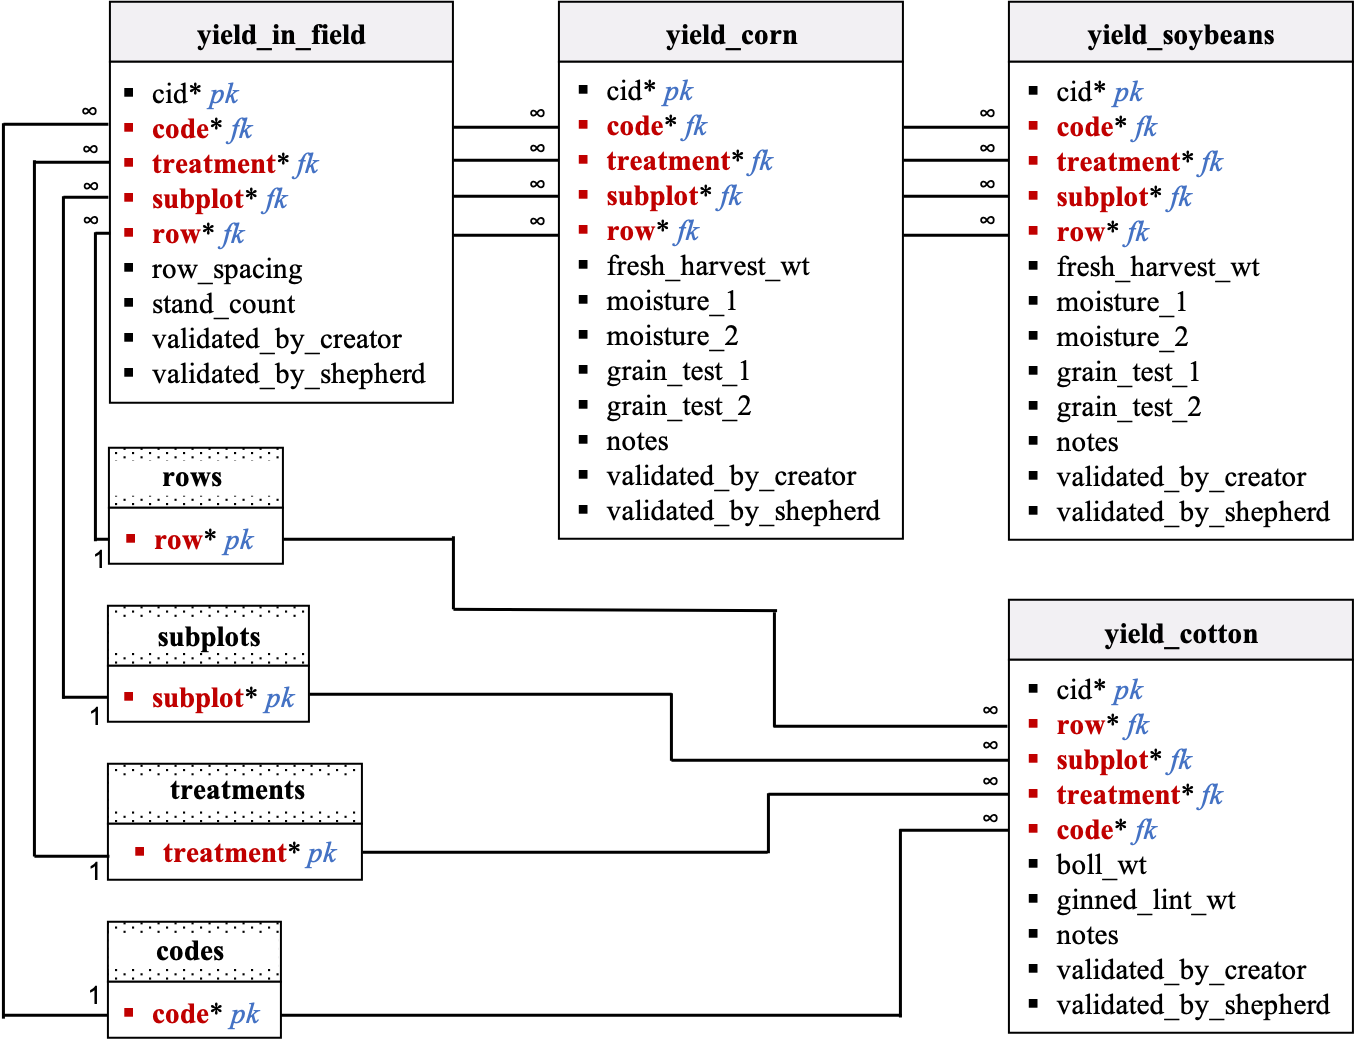 yield_in_field
cid* pk
code* fk
treatment* fk
subplot* fk
row* fk
row_spacing
stand_count
validated_by_creator
validated_by_shepherd
∞
∞
∞
∞
yield_corn
cid* pk
code* fk
treatment* fk
subplot* fk
row* fk
fresh_harvest_wt
moisture_1
moisture_2
grain_test_1
grain_test_2
notes
validated_by_creator
validated_by_shepherd
∞
∞
∞
∞
yield_soybeans
cid* pk
code* fk
treatment* fk
subplot* fk
row* fk
fresh_harvest_wt
moisture_1
moisture_2
grain_test_1
grain_test_2
notes
validated_by_creator
validated_by_shepherd
∞
∞
∞
∞
rows
row* pk
1
subplots
subplot* pk
1
treatments
treatment* pk
1
codes
code* pk
1
yield_cotton
cid* pk
row* fk
subplot* fk
treatment* fk
code* fk
boll_wt
ginned_lint_wt
notes
validated_by_creator
validated_by_shepherd
∞
∞
∞
∞